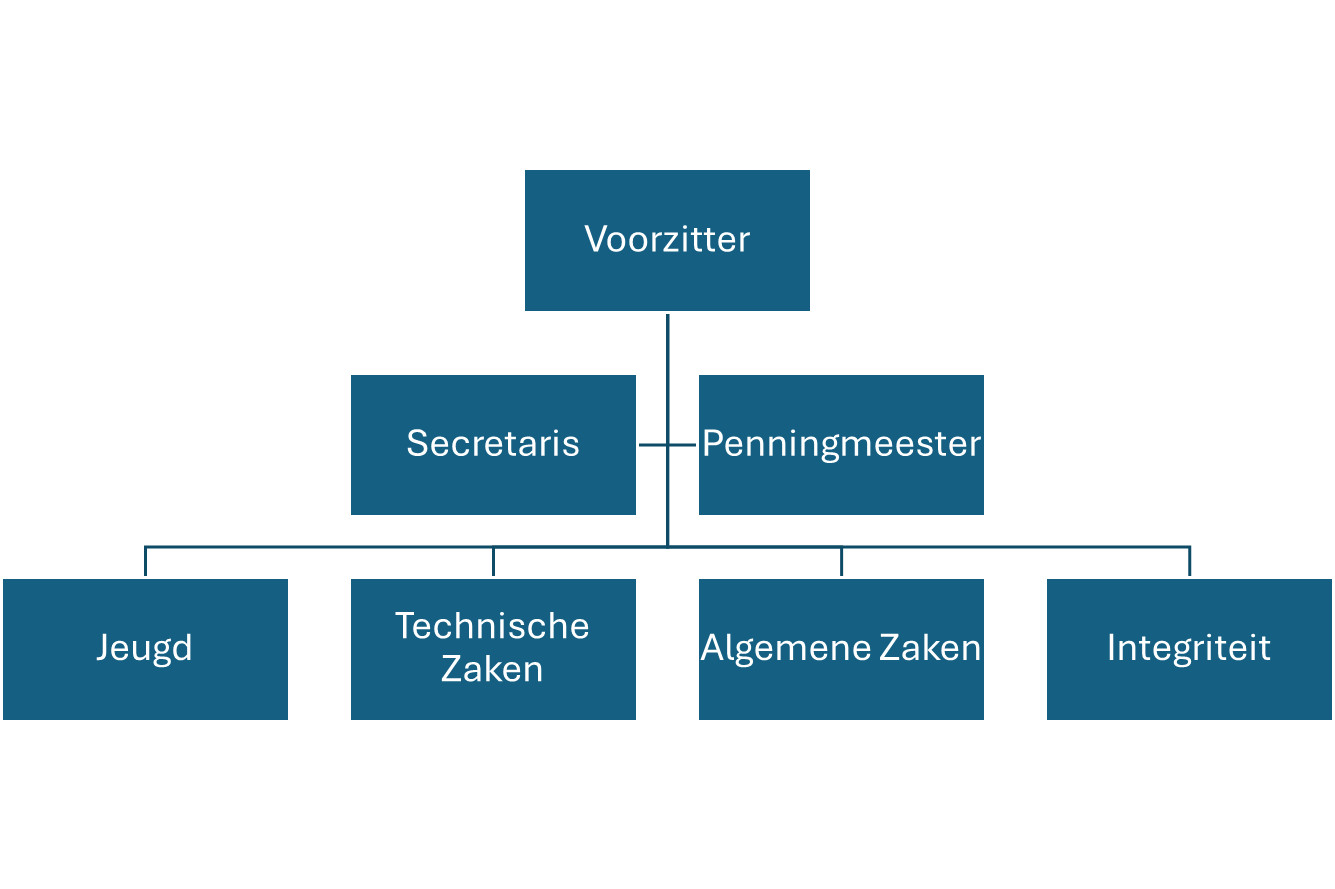 Voorzitter
Secretaris
Penningmeester
Jeugd
Technische
Zaken
Algemene Zaken
Integriteit